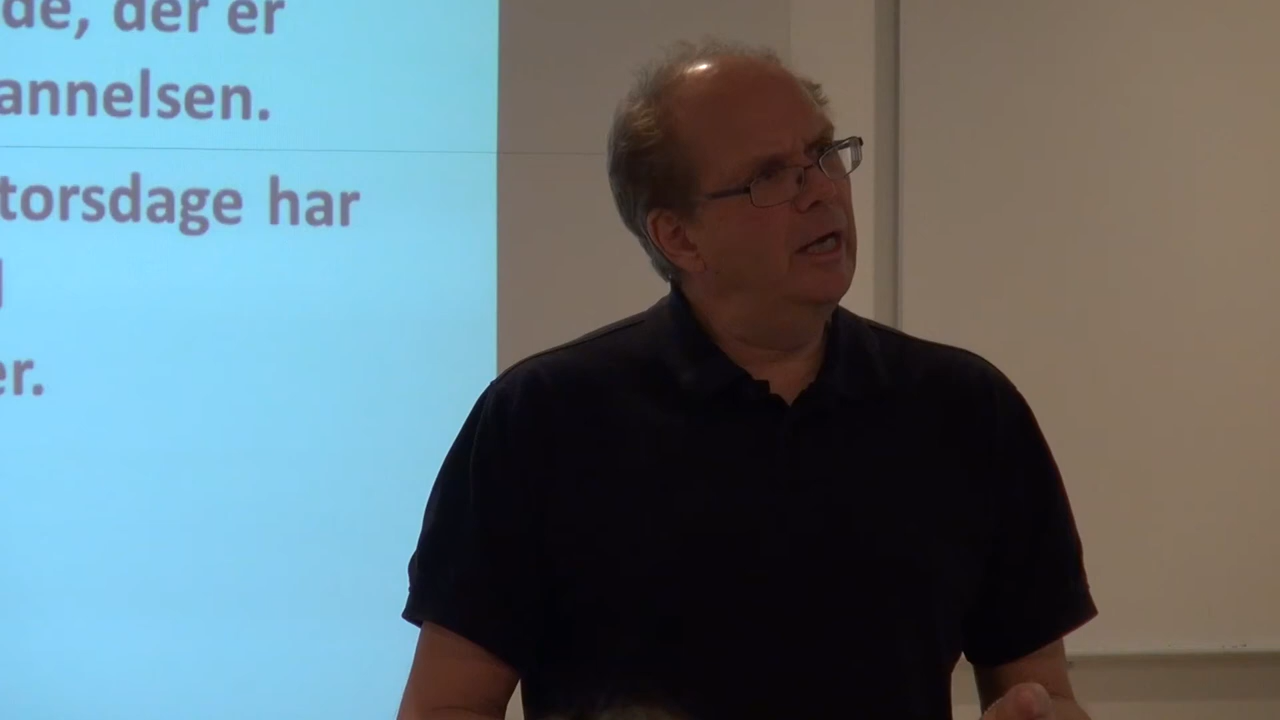 de, der er
annelsen.
torsdage har
er.